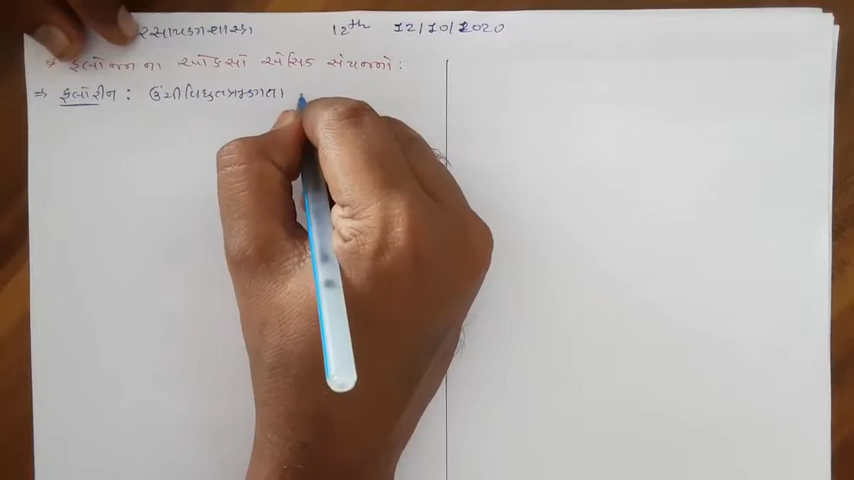 રસાયણશાસ્ત્ર 12th 12/10/2020
* હેલોજનના ઓક્સો એસિડ સંયોજનો :
⇒ ફ્લોરીન : ઉંચી વિદ્યુતઋણતા